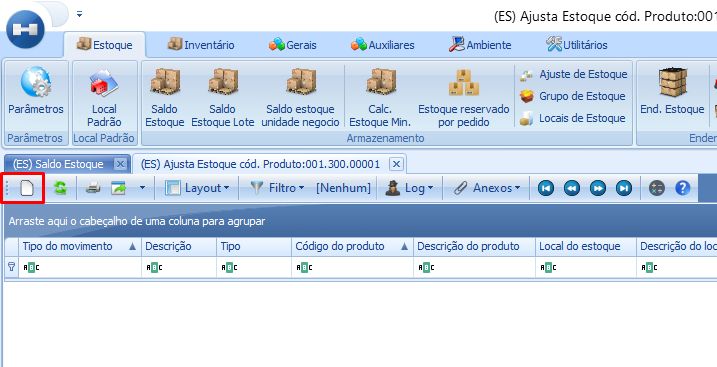 (ES) Ajusta Estoque cód. Produto:001
Estoque Inventário Gerais Auxiliares Ambiente Utilitários
Parâmetros
Local Padrão
Saldo Estoque
Saldo Estoque Lote
Saldo estoque unidade negocio
Calc. Estoque Min.
Estoque reservado por pedido
Ajuste de Estoque
Grupo de Estoque
Locais de Estoque
End. Estoque
Parâmetros Local Padrão Armazenamento Ender
(ES) Saldo Estoque (ES) Ajusta Estoque cód. Produto:001.300.00001
Layout Filtro [Nenhum] Log Anexos
Arraste aqui o cabeçalho de uma coluna para agrupar
Tipo do movimento Descrição Tipo Código do produto Descrição do produto Local do estoque Descrição do loc
ABC ABC ABC ABC ABC ABC ABC